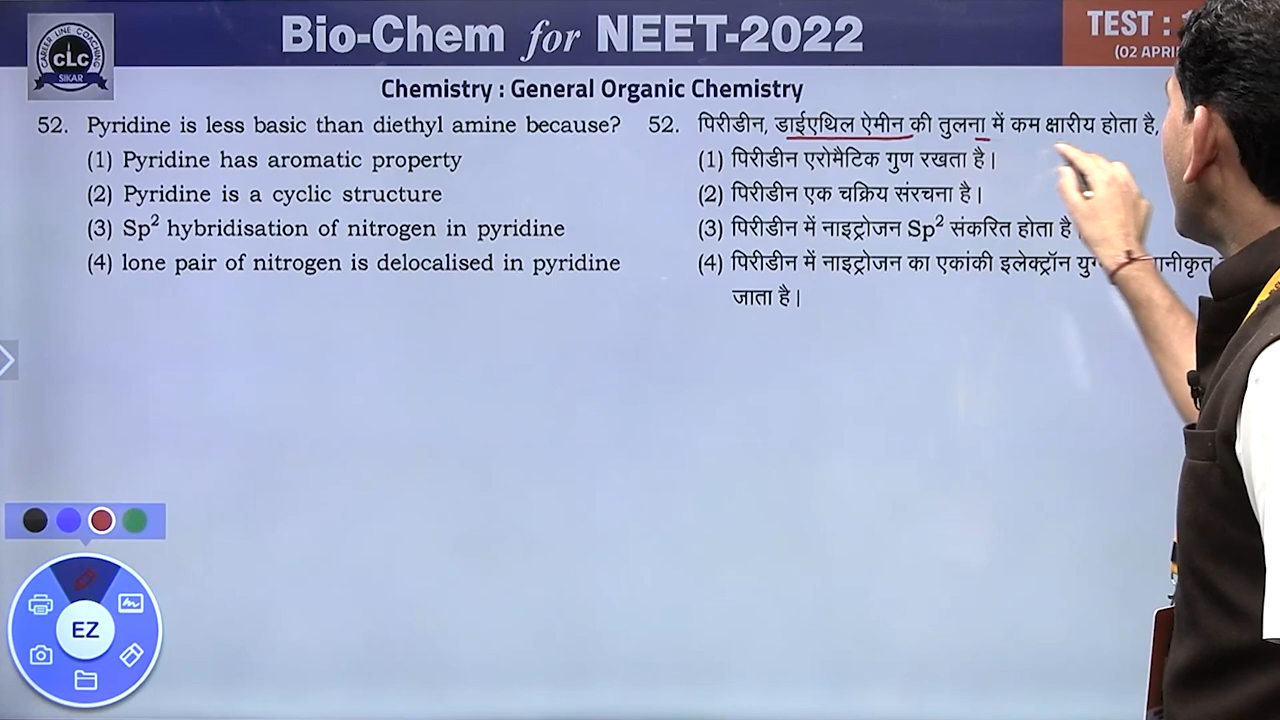 CAREER LINE COACHING
CLC
SIKAR
Bio-Chem for NEET-2022
TEST :
(02 APRI
Chemistry : General Organic Chemistry
52. Pyridine is less basic than diethyl amine because?
(1) Pyridine has aromatic property
(2) Pyridine is a cyclic structure
(3) Sp² hybridisation of nitrogen in pyridine
(4) lone pair of nitrogen is delocalised in pyridine
52. पिरीडीन, डाईएथिल ऐमीन की तुलना में कम क्षारीय होता है,
(1) पिरीडीन एरोमैटिक गुण रखता है।
(2) पिरीडीन एक चक्रिय संरचना है।
(3) पिरीडीन में नाइट्रोजन Sp² संकरित होता है
(4) पिरीडीन में नाइट्रोजन का एकांकी इलेक्ट्रॉन
जाता है।
EZ